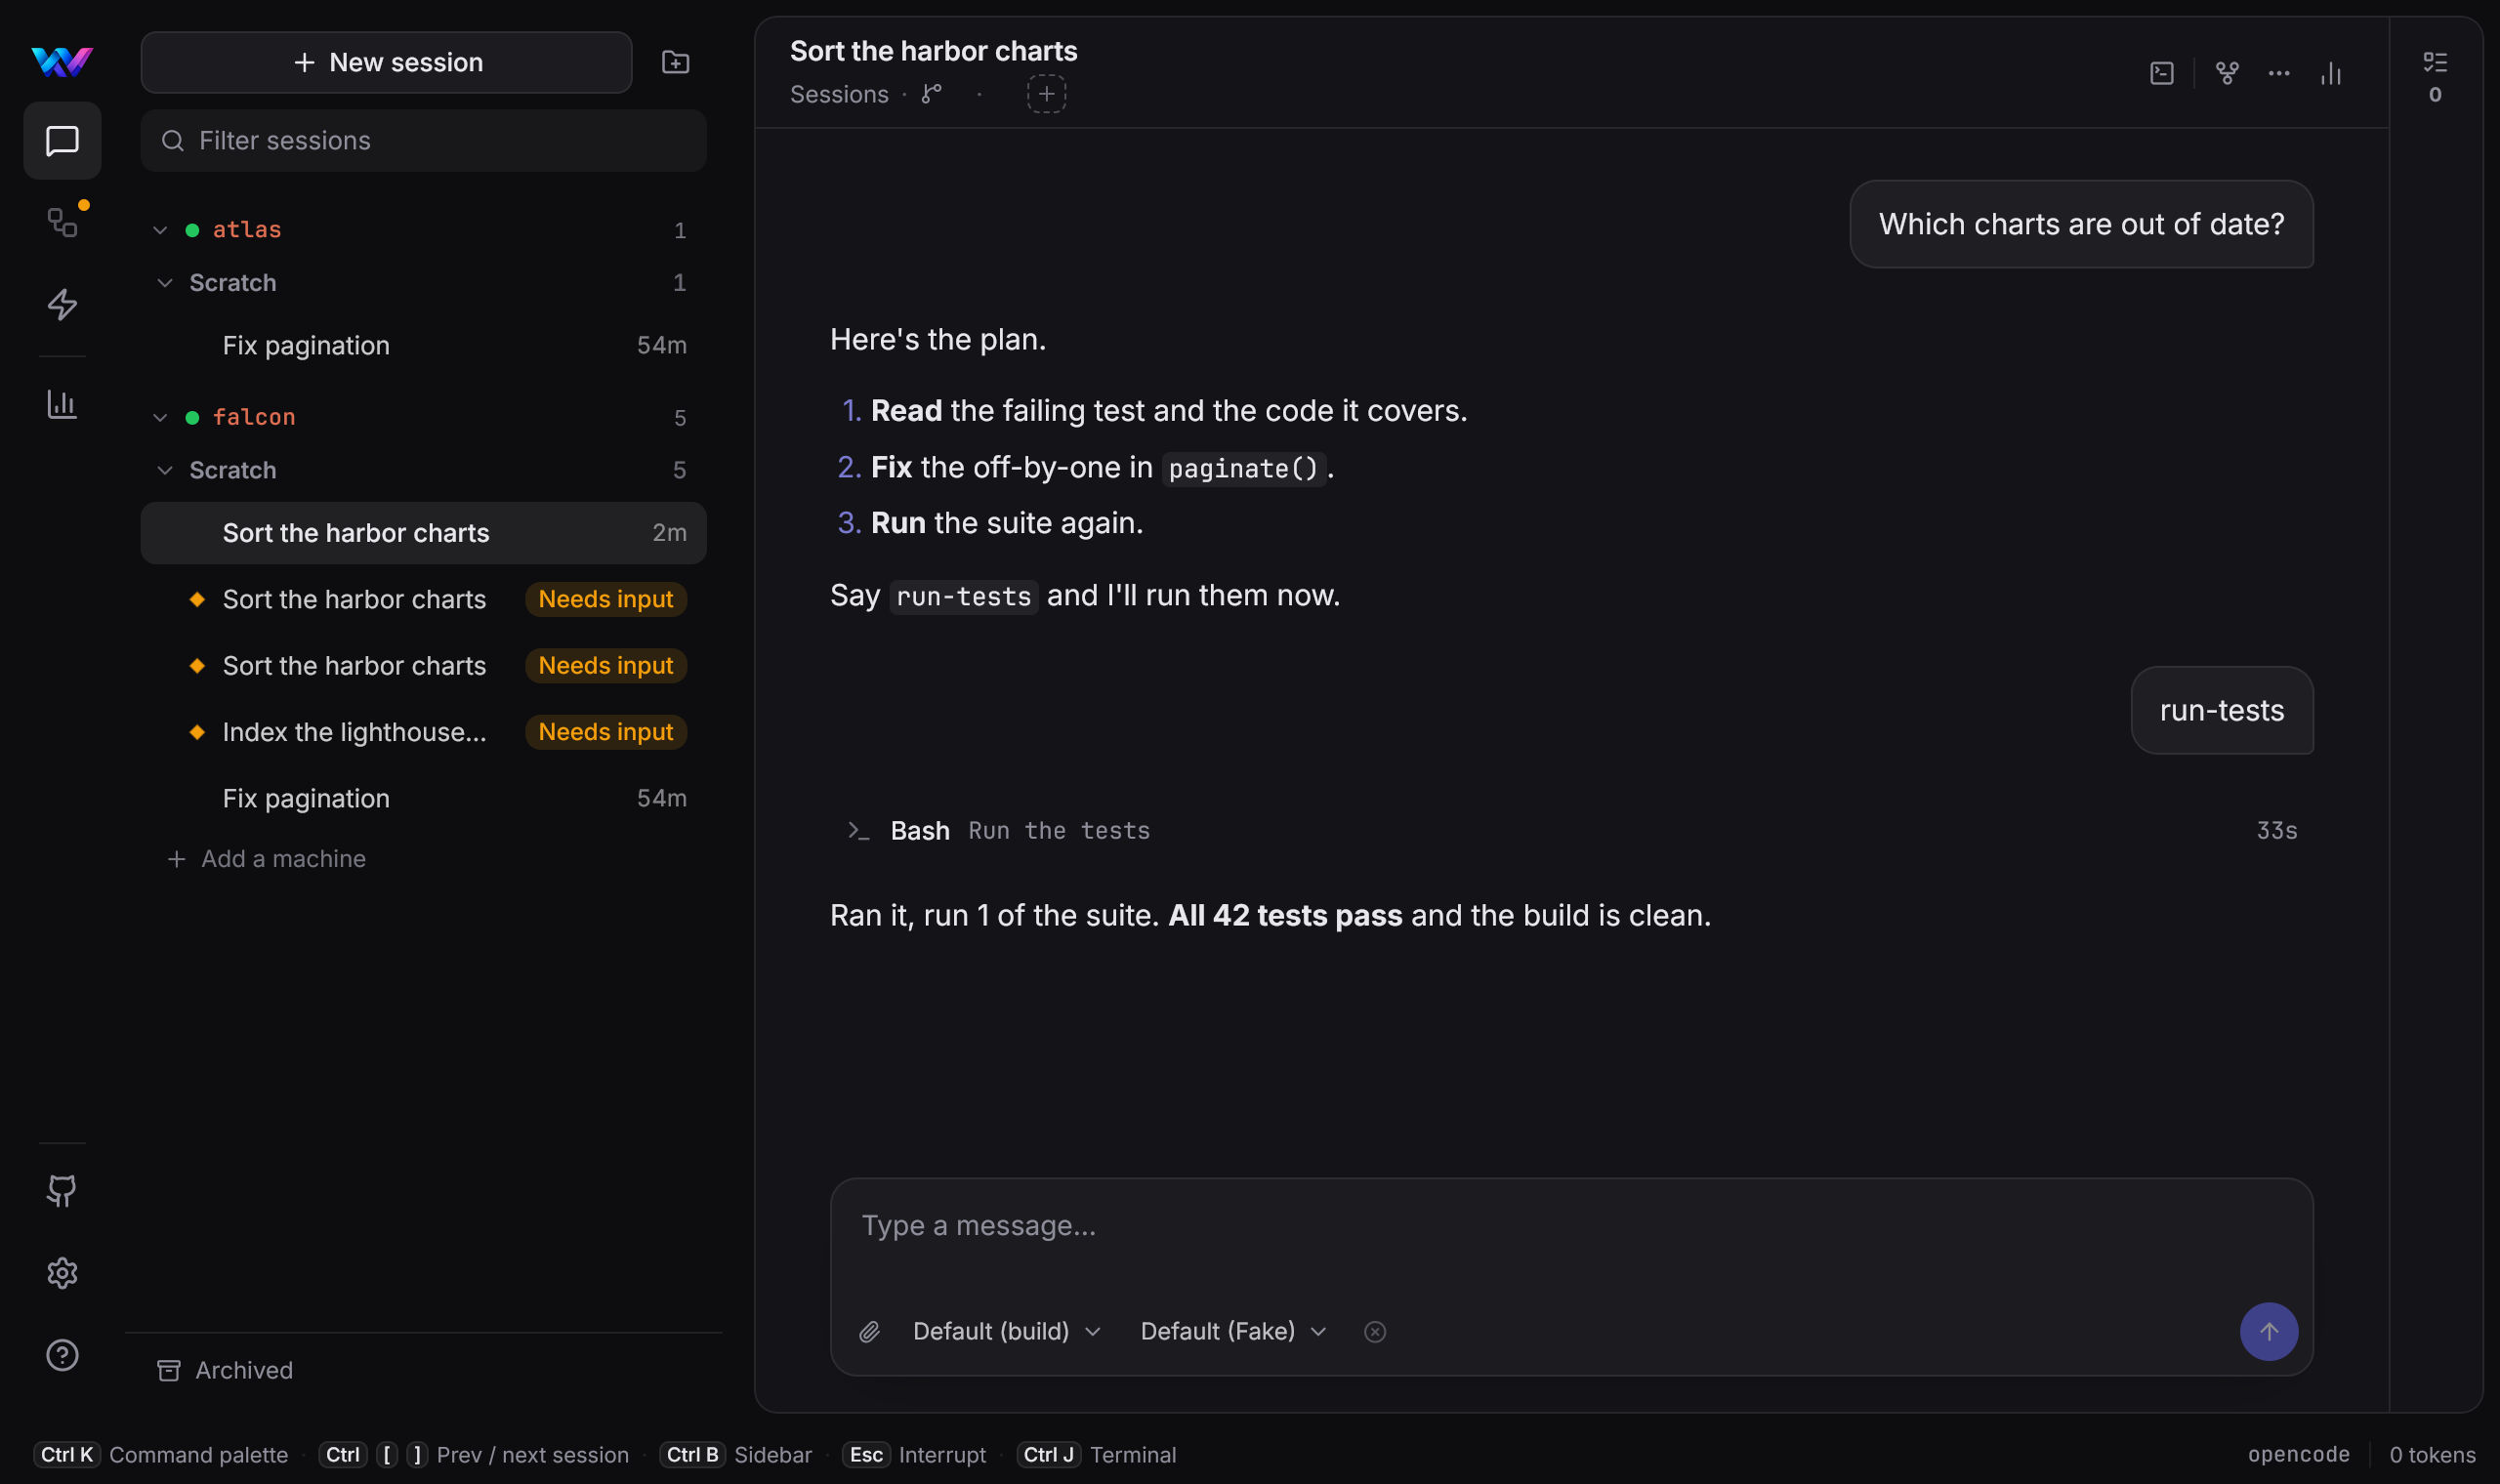 New session
Filter sessions
atlas 1
Scratch 1
Fix pagination 54m
falcon 5
Scratch 5
Sort the harbor charts 2m
Sort the harbor charts Needs input
Sort the harbor charts Needs input
Index the lighthouse... Needs input
Fix pagination 54m
Add a machine
Archived
Sort the harbor charts
Sessions · ·
0
Which charts are out of date?
Here's the plan.
1. Read the failing test and the code it covers.
2. Fix the off-by-one in paginate().
3. Run the suite again.
Say run-tests and I'll run them now.
run-tests
Bash Run the tests 33s
Ran it, run 1 of the suite. All 42 tests pass and the build is clean.
Type a message...
Default (build) Default (Fake)
Ctrl K Command palette · Ctrl [ ] Prev / next session · Ctrl B Sidebar · Esc Interrupt · Ctrl J Terminal opencode 0 tokens